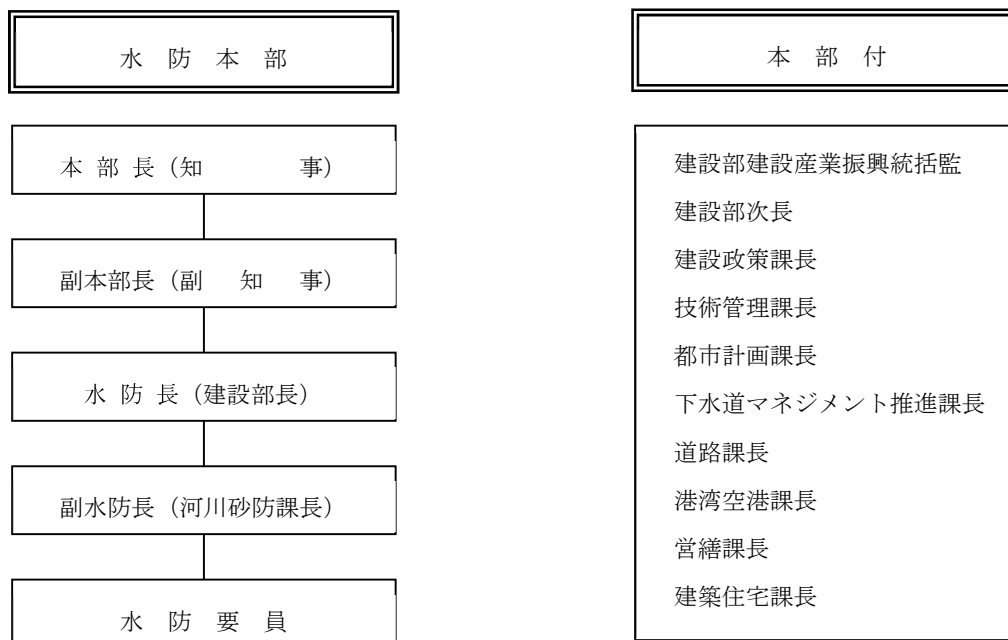 水 防 本 部
本 部 長（知 事）
副本部長（副 知 事）
水 防 長（建設部長）
副水防長（河川砂防課長）
水 防 要 員
本 部 付
建設部建設産業振興統括監
建設部次長
建設政策課長
技術管理課長
都市計画課長
下水道マネジメント推進課長
道路課長
港湾空港課長
営繕課長
建築住宅課長